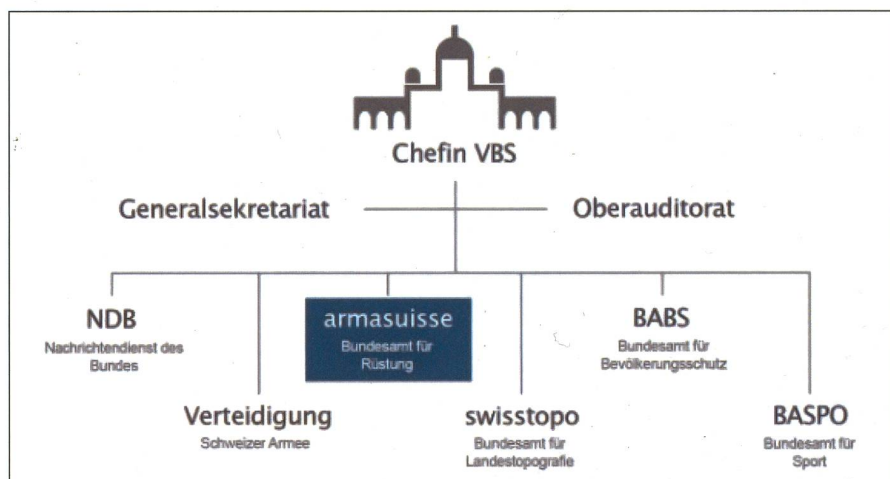 Chefin VBS
Generalsekretariat
Oberauditorat
NDB
Nachrichtendienst des
Bundes
armasuisse
Bundesamt für
Rüstung
BABS
Bundesamt für
Bevölkerungsschutz
Verteidigung
Schweizer Armee
swisstopo
Bundesamt für
Landestopografie
BASPO
Bundesamt für
Sport